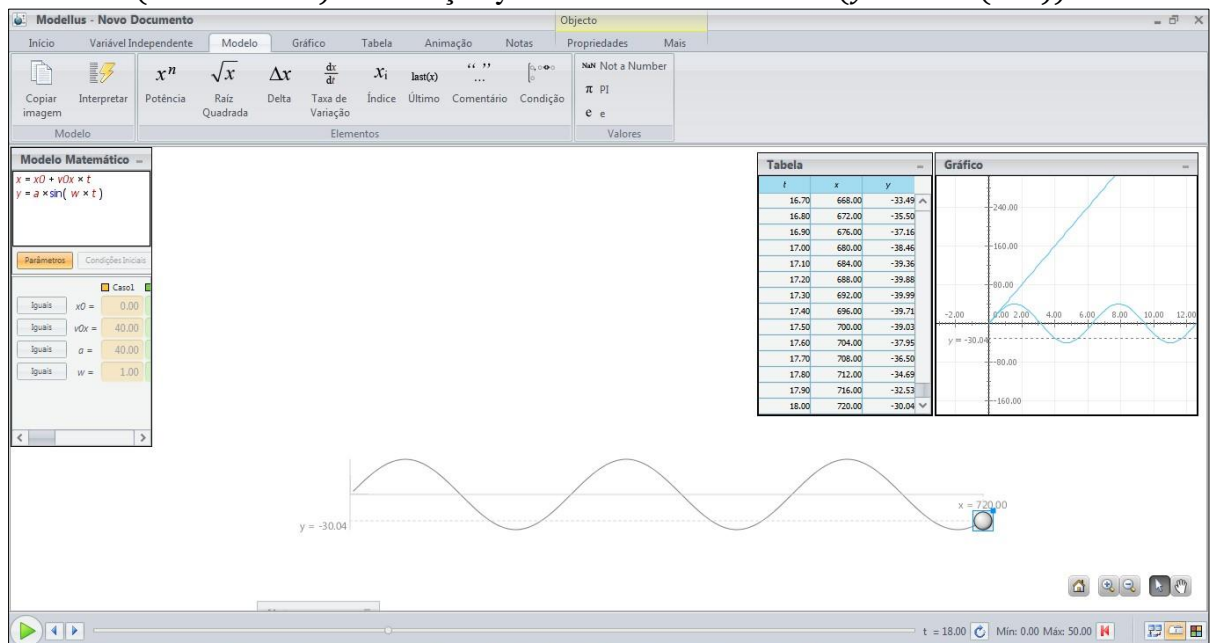 Modellus - Novo Documento
Objecto
Início Variável Independente Modelo Gráfico Tabela Animação Notas Propriedades Mais
xⁿ √x Δx dx/dt xᵢ last(x) “ ” ...
Copiar imagem Interpretar Potência Raíz Quadrada Delta Taxa de Variação Índice Último Comentário Condição
NaN Not a Number
π PI
e e
Modelo Elementos Valores
Modelo Matemático
x = x0 + v0x × t
y = a × sin( w × t )
Parâmetros Condições Iniciais
Caso1
Iguais x0 = 0.00
Iguais v0x = 40.00
Iguais a = 40.00
Iguais w = 1.00
Tabela
t x y
16.70 668.00 -33.49
16.80 672.00 -35.50
16.90 676.00 -37.16
17.00 680.00 -38.46
17.10 684.00 -39.36
17.20 688.00 -39.88
17.30 692.00 -39.99
17.40 696.00 -39.71
17.50 700.00 -39.03
17.60 704.00 -37.95
17.70 708.00 -36.50
17.80 712.00 -34.69
17.90 716.00 -32.53
18.00 720.00 -30.04
Gráfico
240.00
160.00
80.00
-2.00 0.00 2.00 4.00 6.00 8.00 10.00 12.00
y = -30.04
-80.00
-160.00
x = 720.00
y = -30.04
t = 18.00 Mín: 0.00 Máx: 50.00